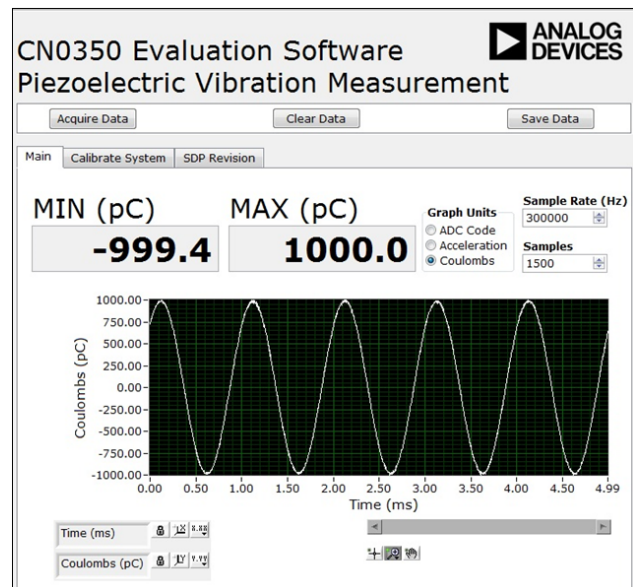 CN0350 Evaluation Software
Piezoelectric Vibration Measurement
ANALOG
DEVICES
Acquire Data
Clear Data
Save Data
Main
Calibrate System
SDP Revision
MIN (pC)
-999.4
MAX (pC)
1000.0
Graph Units
ADC Code
Acceleration
Coulombs
Sample Rate (Hz)
300000
Samples
1500
Coulombs (pC)
1000.00
750.00
500.00
250.00
0.00
-250.00
-500.00
-750.00
-1000.00
0.00 0.50 1.00 1.50 2.00 2.50 3.00 3.50 4.00 4.50 4.99
Time (ms)
Time (ms)
Coulombs (pC)